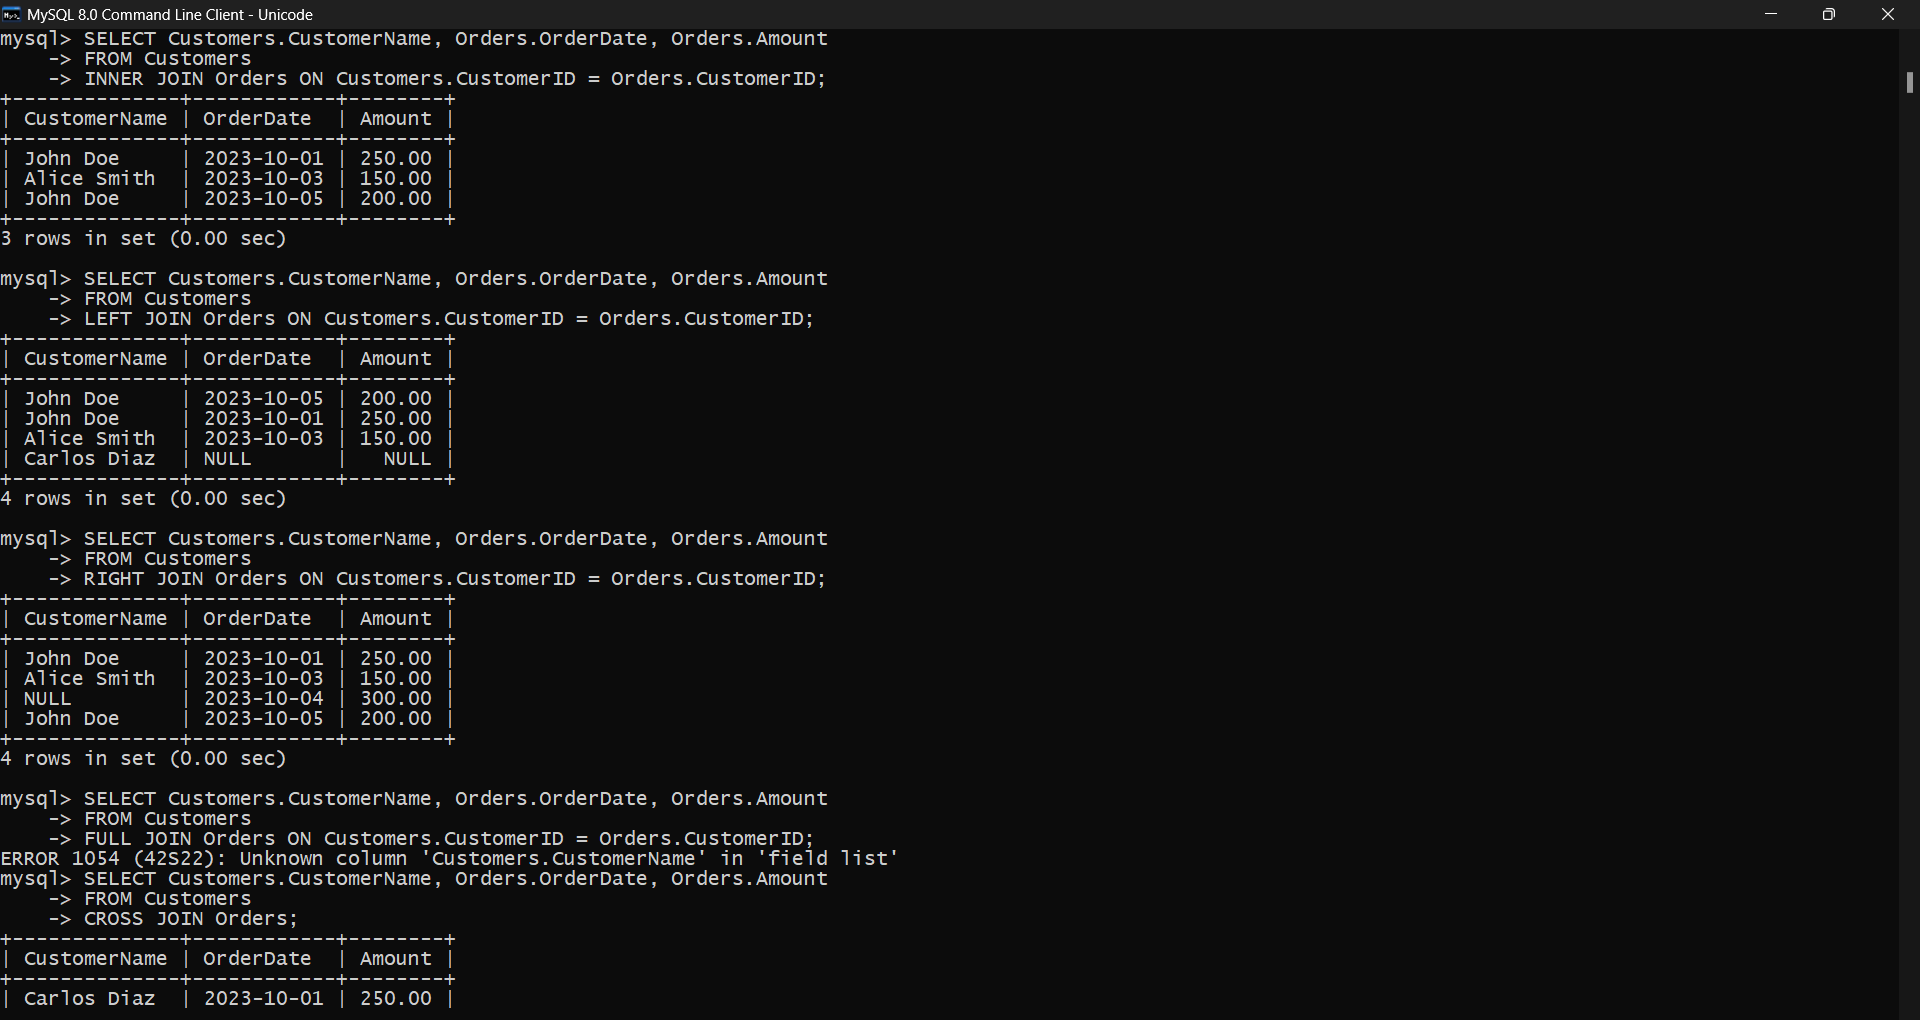 MySQL 8.0 Command Line Client - Unicode
mysql> SELECT Customers.CustomerName, Orders.OrderDate, Orders.Amount
    -> FROM Customers
    -> INNER JOIN Orders ON Customers.CustomerID = Orders.CustomerID;
+--------------+------------+--------+
| CustomerName | OrderDate  | Amount |
+--------------+------------+--------+
| John Doe     | 2023-10-01 | 250.00 |
| Alice Smith  | 2023-10-03 | 150.00 |
| John Doe     | 2023-10-05 | 200.00 |
+--------------+------------+--------+
3 rows in set (0.00 sec)

mysql> SELECT Customers.CustomerName, Orders.OrderDate, Orders.Amount
    -> FROM Customers
    -> LEFT JOIN Orders ON Customers.CustomerID = Orders.CustomerID;
+--------------+------------+--------+
| CustomerName | OrderDate  | Amount |
+--------------+------------+--------+
| John Doe     | 2023-10-05 | 200.00 |
| John Doe     | 2023-10-01 | 250.00 |
| Alice Smith  | 2023-10-03 | 150.00 |
| Carlos Diaz  | NULL       |   NULL |
+--------------+------------+--------+
4 rows in set (0.00 sec)

mysql> SELECT Customers.CustomerName, Orders.OrderDate, Orders.Amount
    -> FROM Customers
    -> RIGHT JOIN Orders ON Customers.CustomerID = Orders.CustomerID;
+--------------+------------+--------+
| CustomerName | OrderDate  | Amount |
+--------------+------------+--------+
| John Doe     | 2023-10-01 | 250.00 |
| Alice Smith  | 2023-10-03 | 150.00 |
| NULL         | 2023-10-04 | 300.00 |
| John Doe     | 2023-10-05 | 200.00 |
+--------------+------------+--------+
4 rows in set (0.00 sec)

mysql> SELECT Customers.CustomerName, Orders.OrderDate, Orders.Amount
    -> FROM Customers
    -> FULL JOIN Orders ON Customers.CustomerID = Orders.CustomerID;
ERROR 1054 (42S22): Unknown column 'Customers.CustomerName' in 'field list'
mysql> SELECT Customers.CustomerName, Orders.OrderDate, Orders.Amount
    -> FROM Customers
    -> CROSS JOIN Orders;
+--------------+------------+--------+
| CustomerName | OrderDate  | Amount |
+--------------+------------+--------+
| Carlos Diaz  | 2023-10-01 | 250.00 |